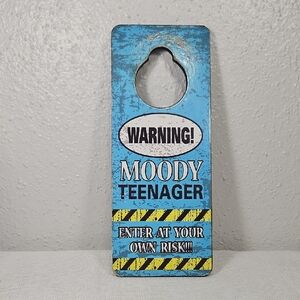 WARNING!
MOODY
TEENAGER
ENTER AT YOUR
OWN RISK!!!